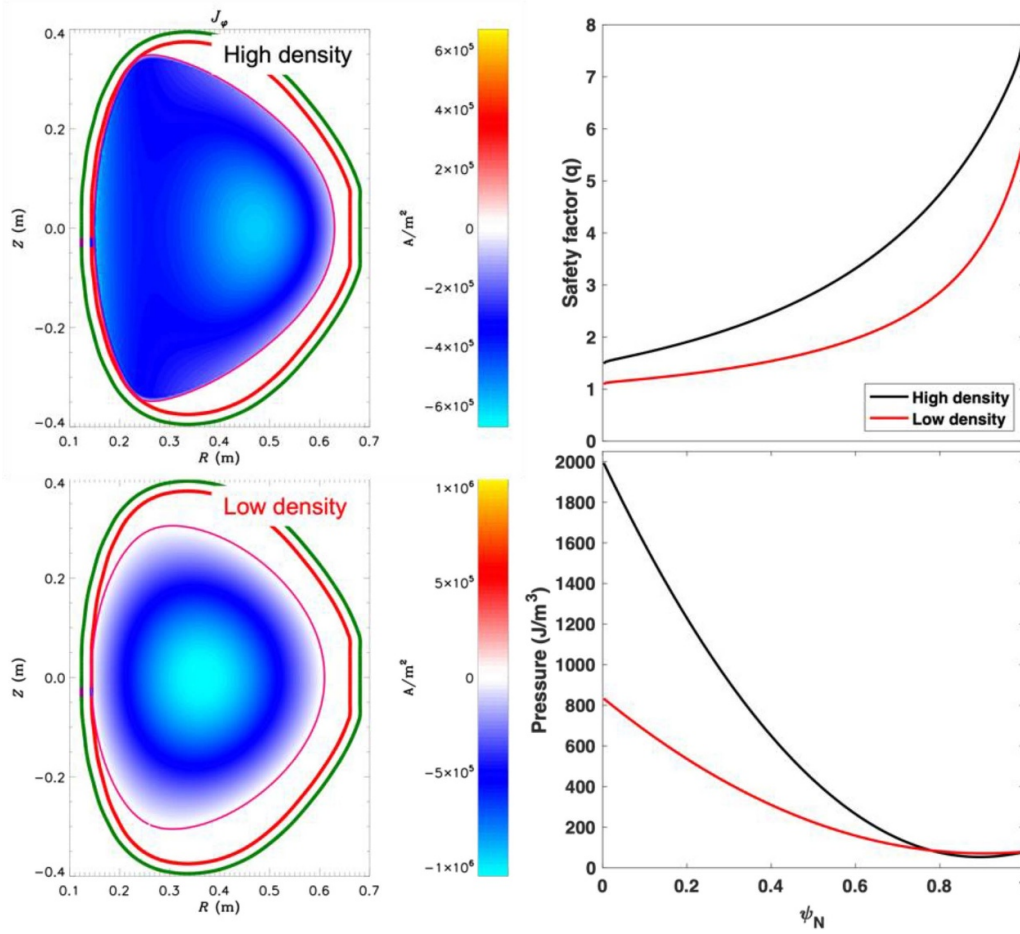 Jφ
High density
0.4
0.2
0.0
−0.2
−0.4
Z (m)
0.1 0.2 0.3 0.4 0.5 0.6 0.7
R (m)
6×10⁵
4×10⁵
2×10⁵
0
−2×10⁵
−4×10⁵
−6×10⁵
A/m²
8
7
6
5
4
3
2
1
0
Safety factor (q)
High density
Low density
Low density
0.4
0.2
0.0
−0.2
−0.4
Z (m)
0.1 0.2 0.3 0.4 0.5 0.6 0.7
R (m)
1×10⁶
5×10⁵
0
−5×10⁵
−1×10⁶
A/m²
2000
1800
1600
1400
1200
1000
800
600
400
200
0
Pressure (J/m³)
0 0.2 0.4 0.6 0.8
ψN